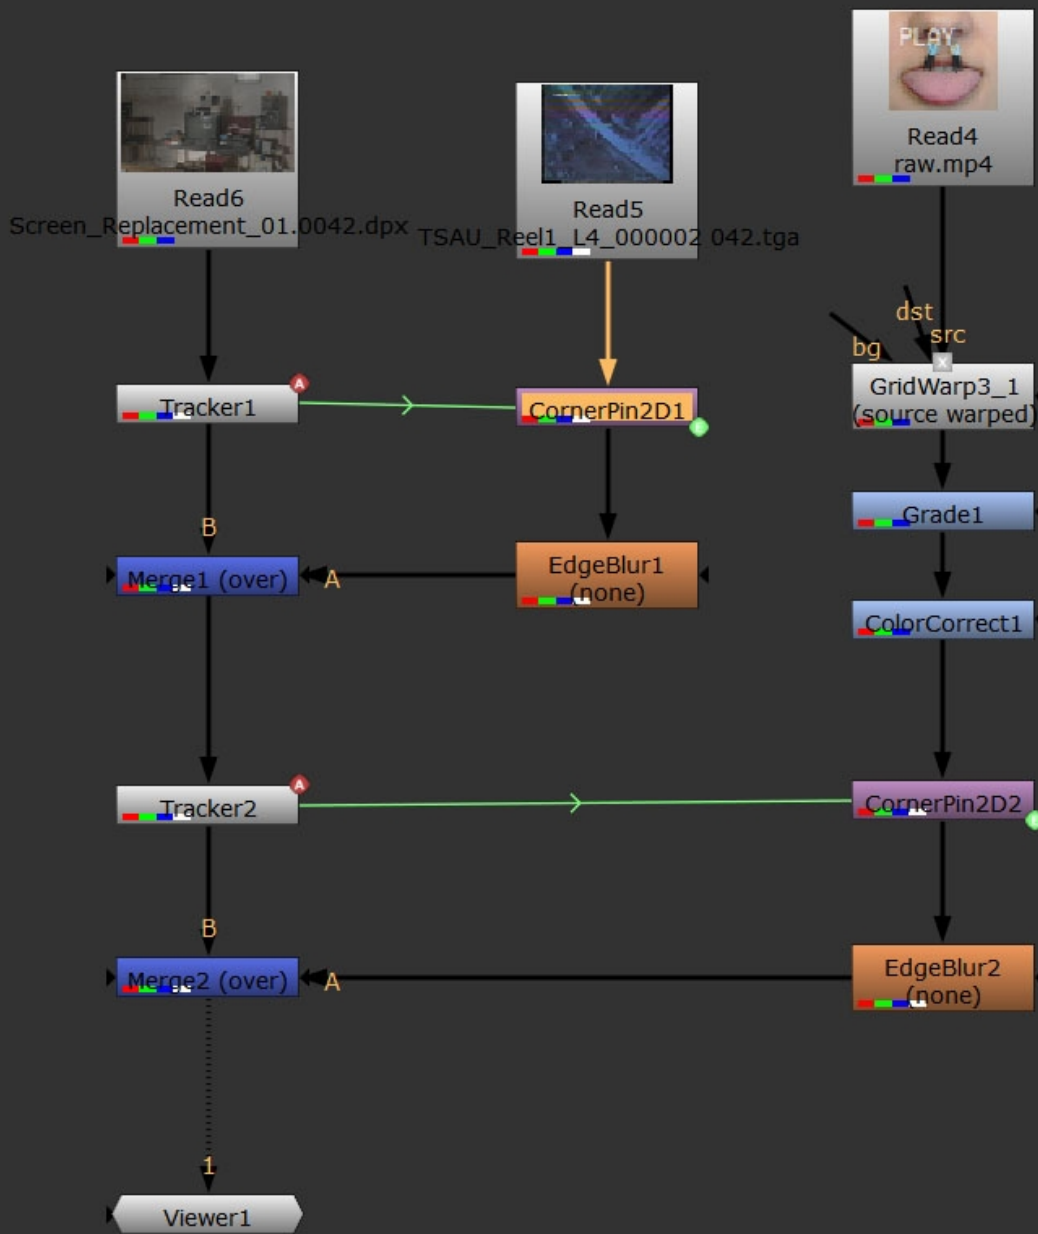 PLAY
Read4
raw.mp4
Read6
Screen_Replacement_01.0042.dpx
Read5
TSAU_Reel1_L4_000002 042.tga
dst
src
bg
x
GridWarp3_1
(source warped)
A
Tracker1
CornerPin2D1
E
Grade1
B
Merge1 (over)
A
EdgeBlur1
(none)
ColorCorrect1
A
Tracker2
CornerPin2D2
B
Merge2 (over)
A
EdgeBlur2
(none)
1
Viewer1